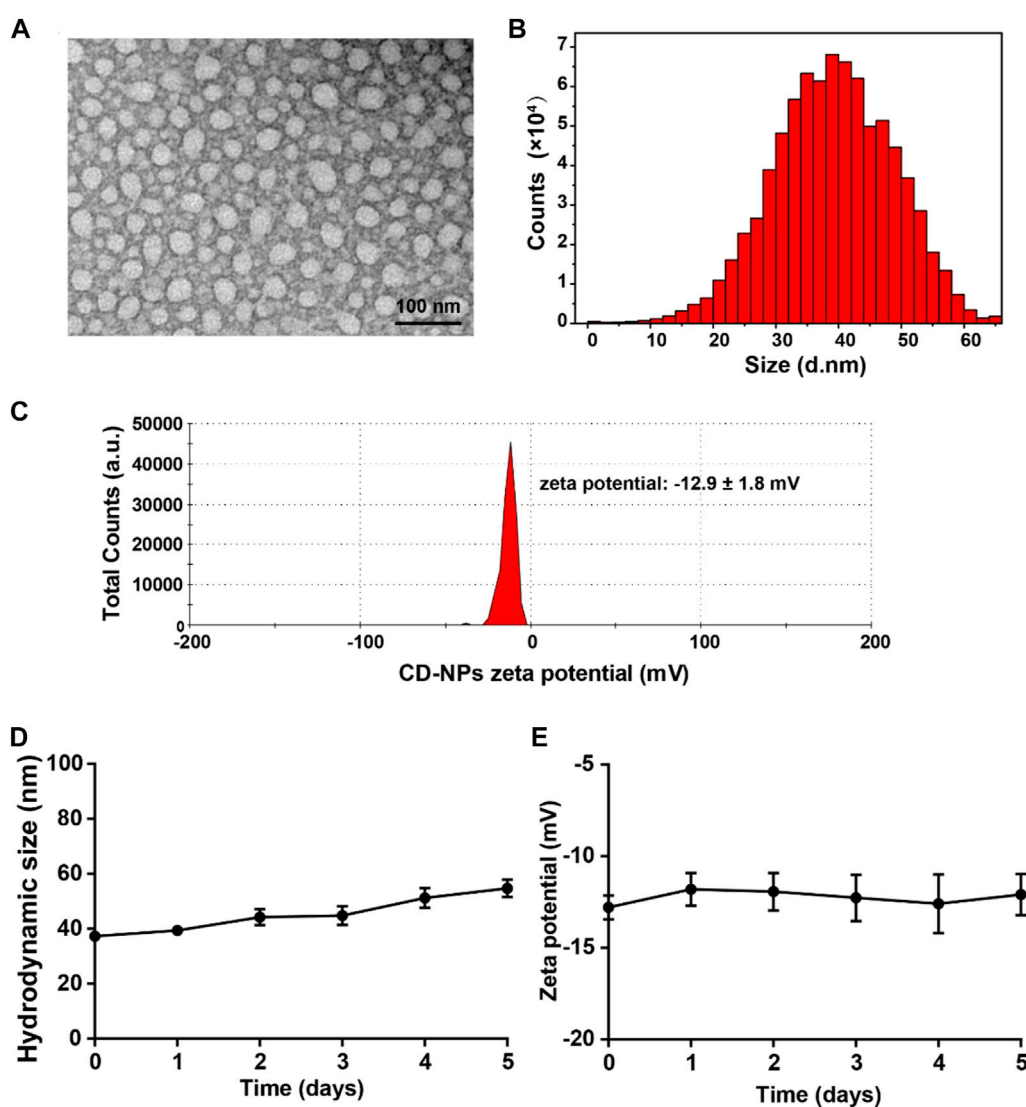 A
100 nm
B
Counts (×10⁴)
7
6
5
4
3
2
1
0
0 10 20 30 40 50 60
Size (d.nm)
C
Total Counts (a.u.)
50000
40000
30000
20000
10000
0
zeta potential: -12.9 ± 1.8 mV
-200 -100 0 100 200
CD-NPs zeta potential (mV)
D
Hydrodynamic size (nm)
100
80
60
40
20
0
0 1 2 3 4 5
Time (days)
E
Zeta potential (mV)
-5
-10
-15
-20
0 1 2 3 4 5
Time (days)